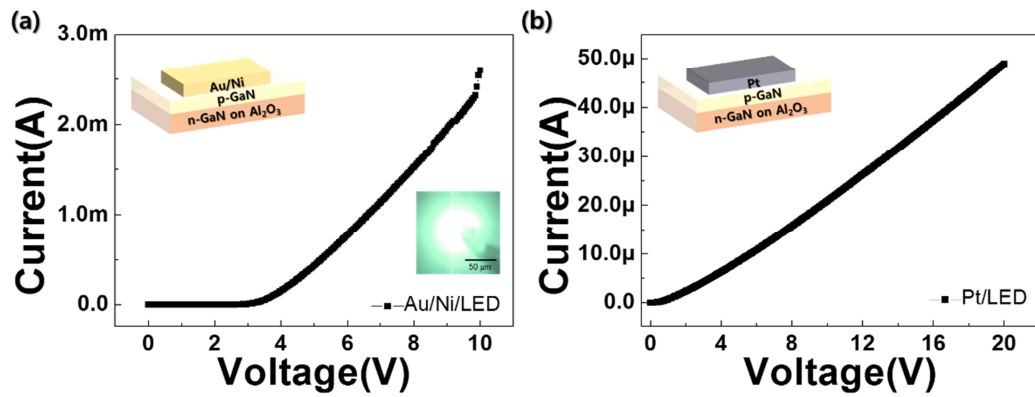 (a)
3.0m
2.0m
1.0m
0.0
Current(A)
Au/Ni
p-GaN
n-GaN on Al₂O₃
50 μm
Au/Ni/LED
0 2 4 6 8 10
Voltage(V)
(b)
50.0μ
40.0μ
30.0μ
20.0μ
10.0μ
0.0
Current(A)
Pt
p-GaN
n-GaN on Al₂O₃
Pt/LED
0 4 8 12 16 20
Voltage(V)